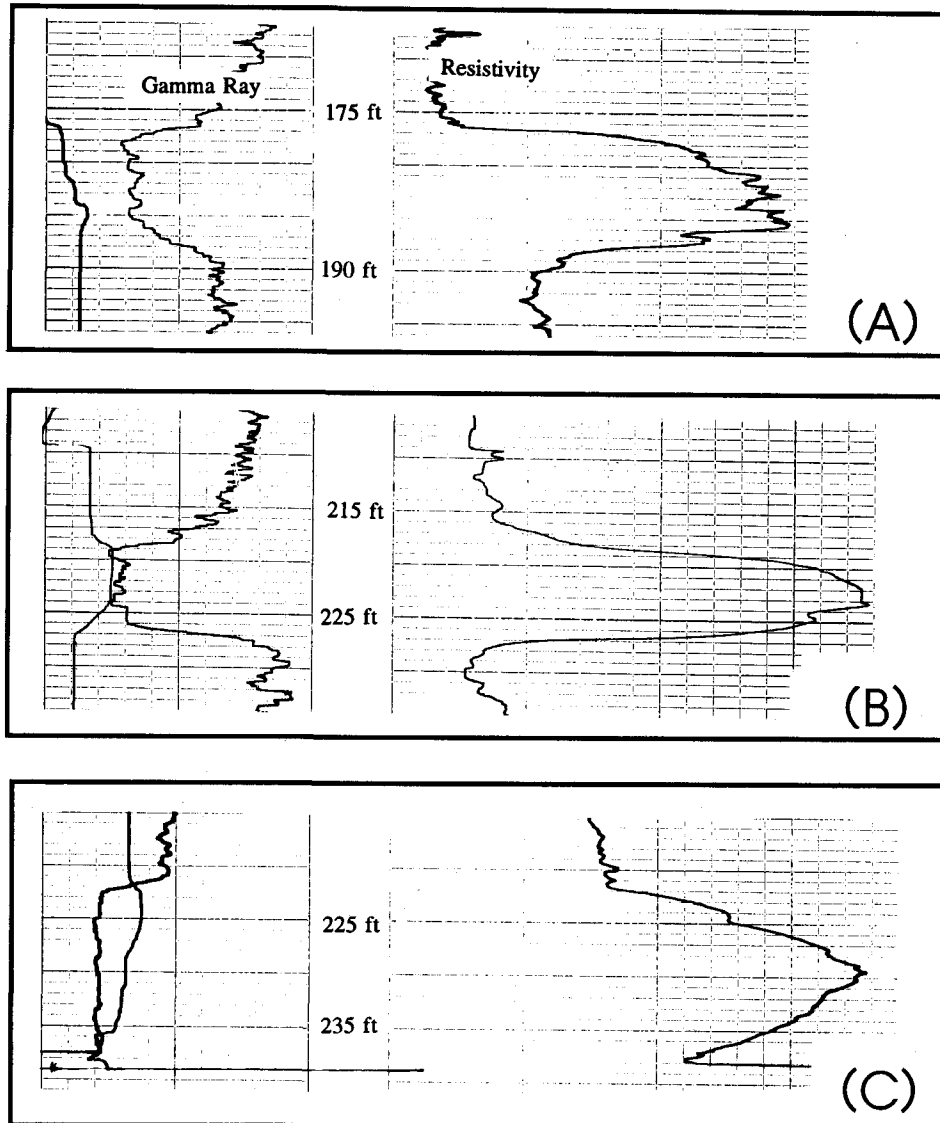 Gamma Ray
Resistivity
175 ft
190 ft
(A)
215 ft
225 ft
(B)
225 ft
235 ft
(C)